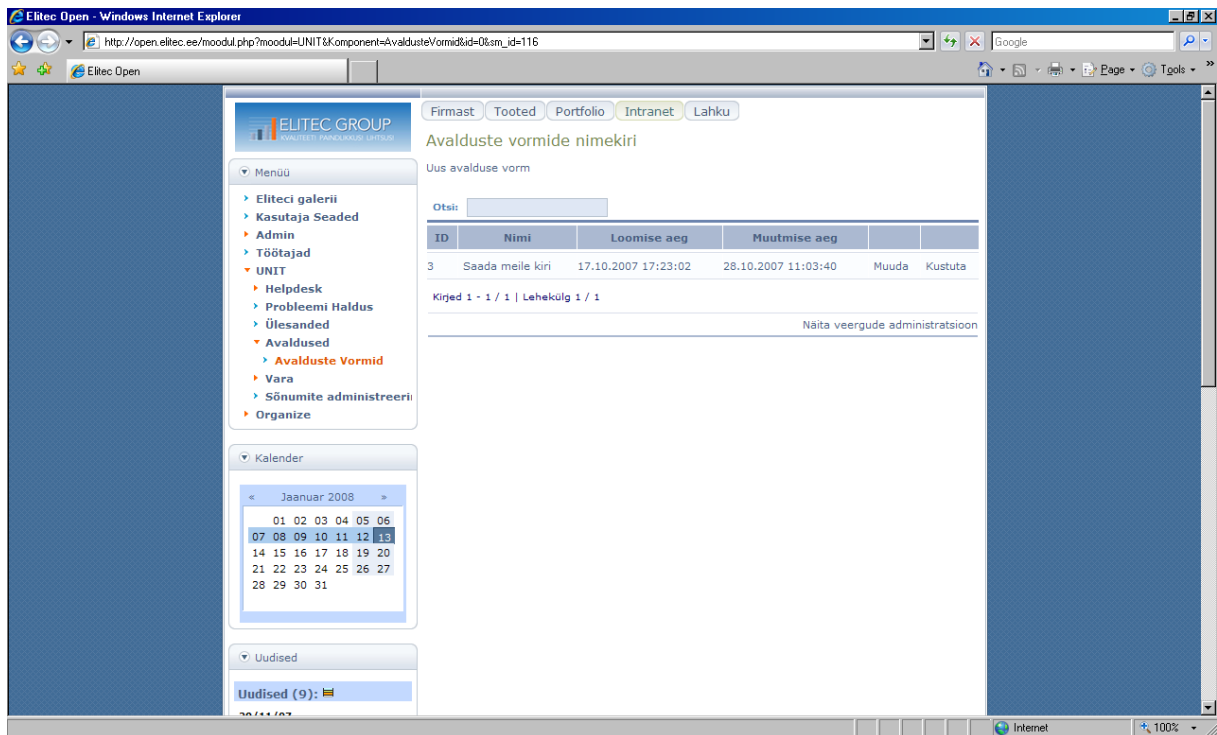 Elitec Open - Windows Internet Explorer
http://open.elitec.ee/moodul.php?moodul=UNIT&Komponent=AvaldusteVormid&id=0&sm_id=116
Google
Elitec Open
Page
Tools
ELITEC GROUP
KVALITEETI PAINDLIKKUSI ÜHTSUSI
Firmast Tooted Portfolio Intranet Lahku
Avalduste vormide nimekiri
Uus avalduse vorm
Otsi:
ID Nimi Loomise aeg Muutmise aeg
3 Saada meile kiri 17.10.2007 17:23:02 28.10.2007 11:03:40 Muuda Kustuta
Kirjed 1 - 1 / 1 | Lehekülg 1 / 1
Näita veergude administratsioon
Menüü
Eliteci galerii
Kasutaja Seaded
Admin
Töötajad
UNIT
Helpdesk
Probleemi Haldus
Ülesanded
Avaldused
Avalduste Vormid
Vara
Sõnumite administreeri
Organize
Kalender
« Jaanuar 2008 »
01 02 03 04 05 06
07 08 09 10 11 12 13
14 15 16 17 18 19 20
21 22 23 24 25 26 27
28 29 30 31
Uudised
Uudised (9):
Internet
100%